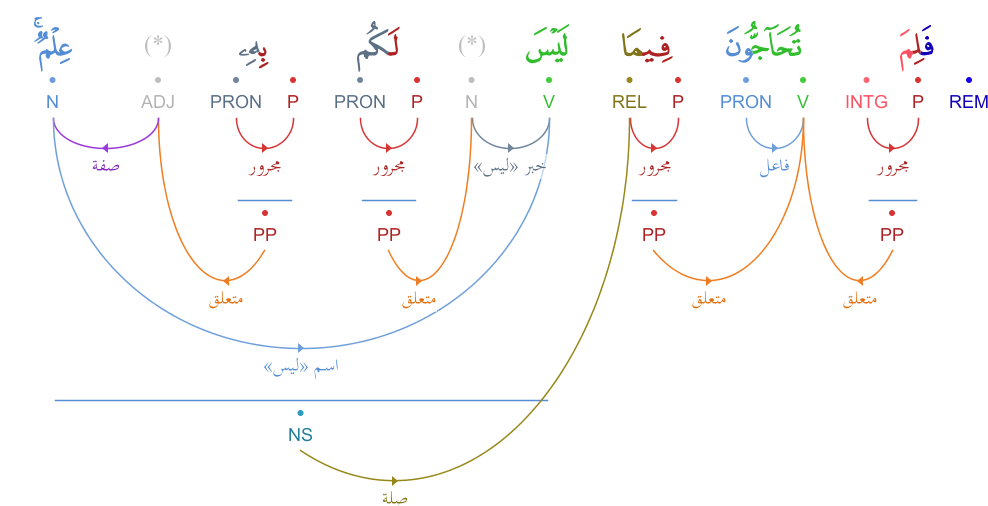 فَلِمَ تُحَآجُّونَ فِيمَا لَيْسَ (*) لَكُم بِهِۦ (*) عِلْمٌۚ
REM P INTG V PRON P REL V N P PRON P PRON ADJ N
مجرور فاعل مجرور خبر «ليس» مجرور مجرور صفة
PP PP PP PP
متعلق متعلق متعلق متعلق
اسم «ليس»
NS
صلة